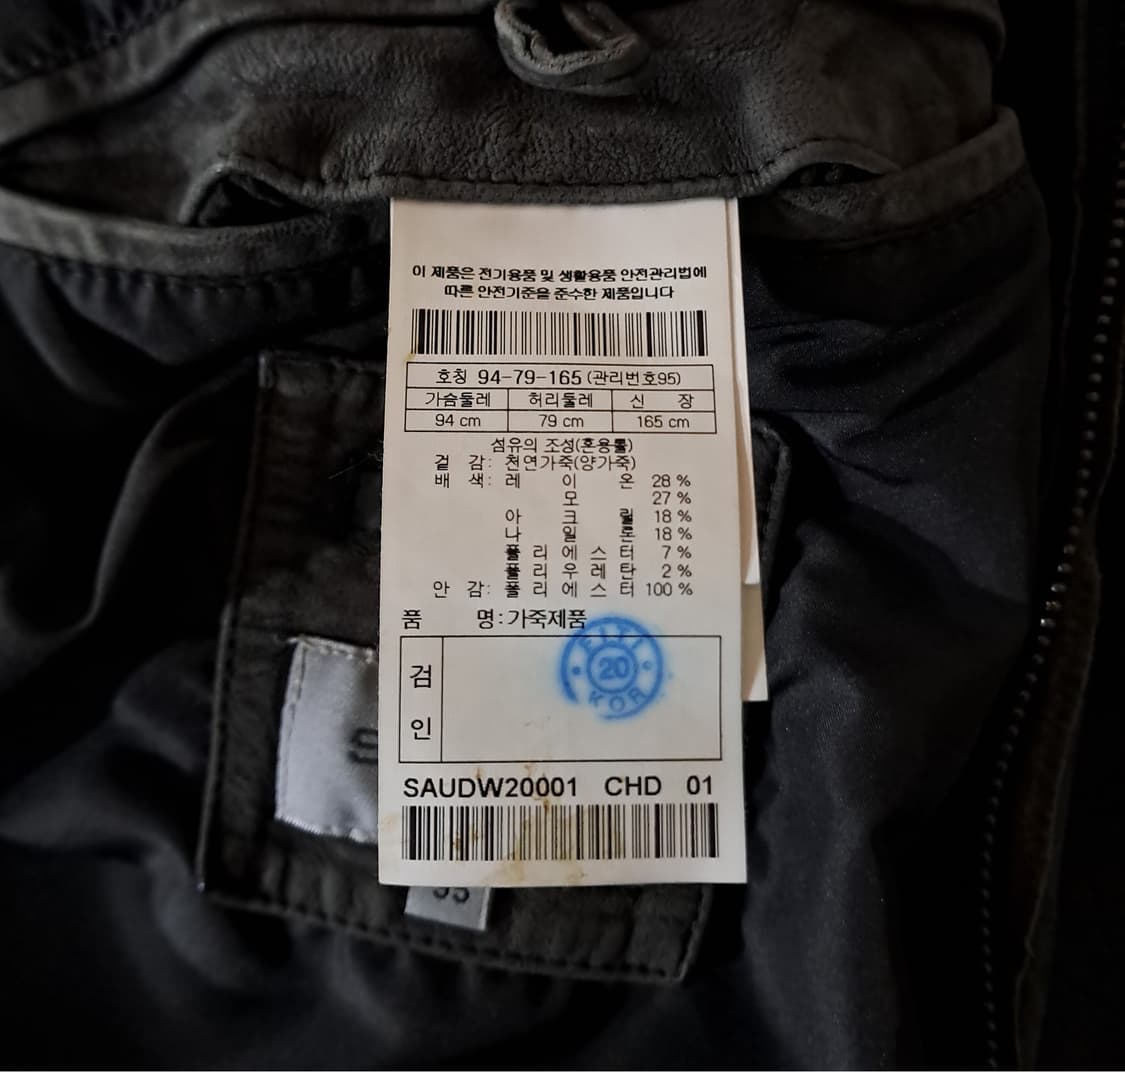 이 제품은 전기용품 및 생활용품 안전관리법에
따른 안전기준을 준수한 제품입니다
호칭 94-79-165 (관리번호95)
가슴둘레 허리둘레 신 장
94 cm 79 cm 165 cm
섬유의 조성(혼용률)
겉 감: 천연가죽(양가죽)
배 색: 레 이 온 28 %
모 27 %
아 크 릴 18 %
나 일 론 18 %
폴 리 에 스 터 7 %
폴 리 우 레 탄 2 %
안 감: 폴 리 에 스 터 100 %
품 명: 가죽제품
검
인
FITI
20
KOR
SAUDW20001 CHD 01
95